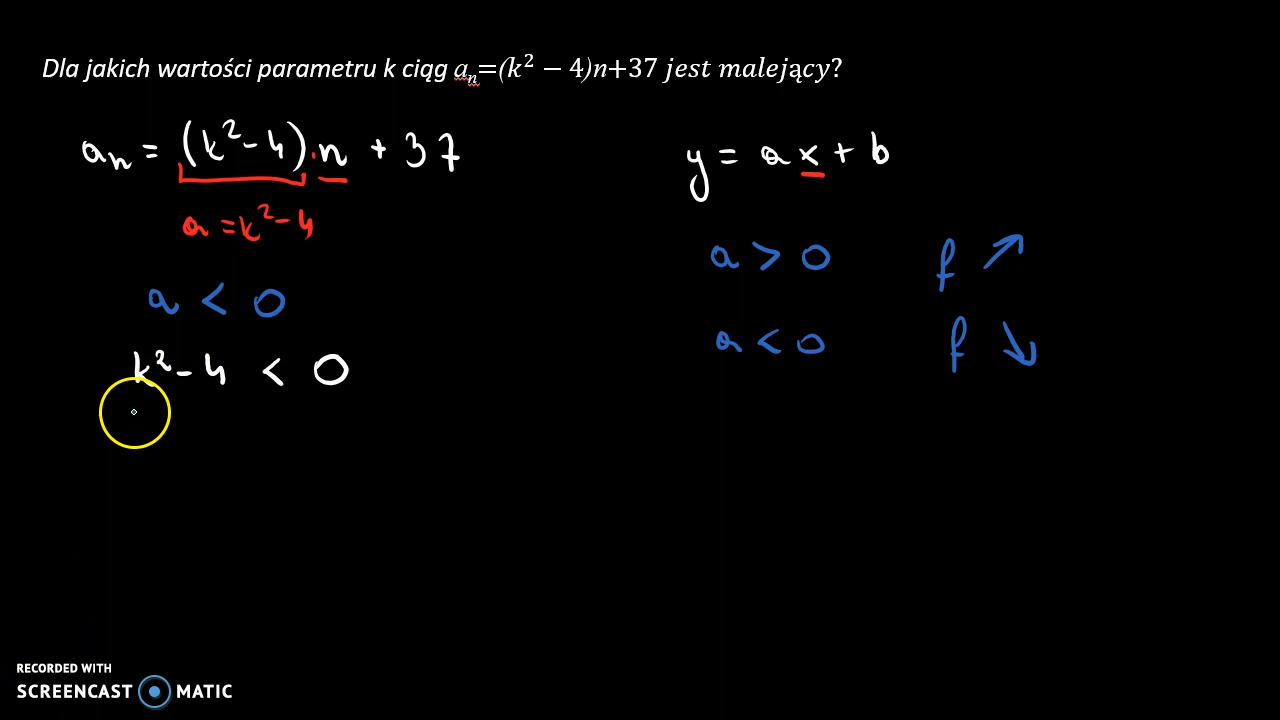 Dla jakich wartości parametru k ciąg aₙ=(k² − 4)n+37 jest malejący?
aₙ = (k² - 4) · n + 37
a = k² - 4
a < 0
k² - 4 < 0
y = ax + b
a > 0 f ↗
a < 0 f ↘
RECORDED WITH
SCREENCAST MATIC